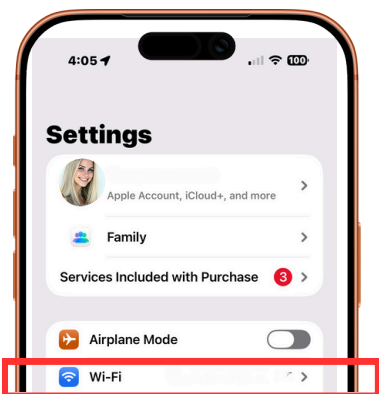 4:05
100
Settings
Apple Account, iCloud+, and more
Family
Services Included with Purchase 3
Airplane Mode
Wi-Fi